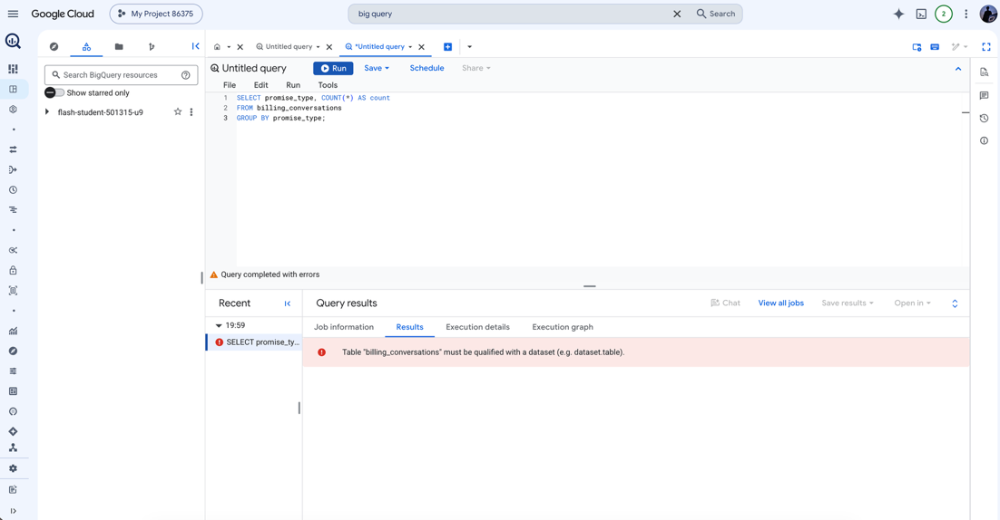 Google Cloud
My Project 86375
big query
Search
2
Untitled query
*Untitled query
Search BigQuery resources
Show starred only
flash-student-501315-u9
Untitled query
Run
Save
Schedule
Share
File Edit Run Tools
1 SELECT promise_type, COUNT(*) AS count
2 FROM billing_conversations
3 GROUP BY promise_type;
Query completed with errors
Recent
19:59
SELECT promise_ty...
Query results
Chat
View all jobs
Save results
Open in
Job information Results Execution details Execution graph
Table "billing_conversations" must be qualified with a dataset (e.g. dataset.table).